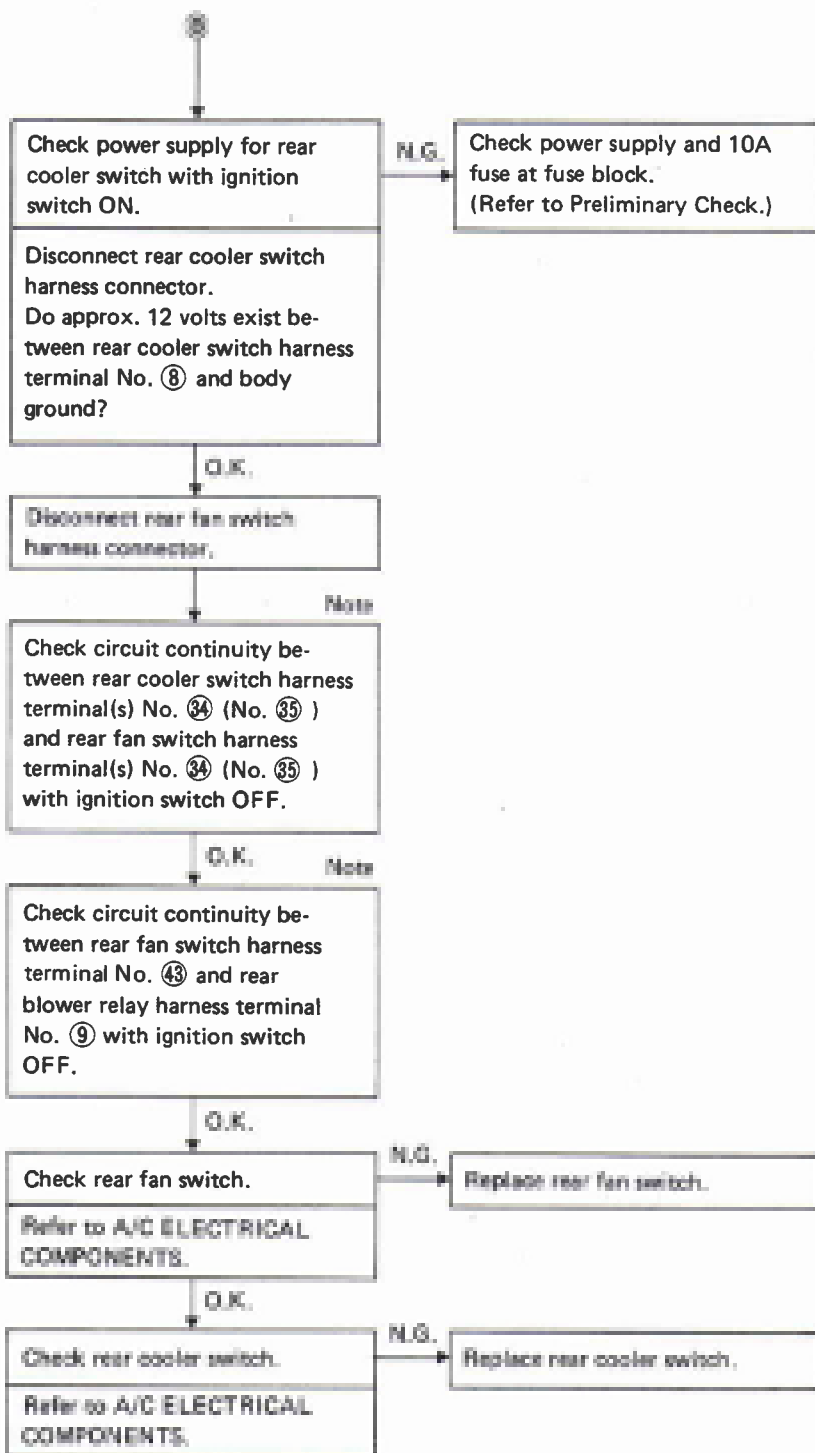 Check power supply for rear
cooler switch with ignition
switch ON.
N.G.
Check power supply and 10A
fuse at fuse block.
(Refer to Preliminary Check.)
Disconnect rear cooler switch
harness connector.
Do approx. 12 volts exist be-
tween rear cooler switch harness
terminal No. ⑧ and body
ground?
O.K.
Disconnect rear fan switch
harness connector.
Note
Check circuit continuity be-
tween rear cooler switch harness
terminal(s) No. ㉞ (No. ㉟ )
and rear fan switch harness
terminal(s) No. ㉞ (No. ㉟ )
with ignition switch OFF.
O.K.
Note
Check circuit continuity be-
tween rear fan switch harness
terminal No. ㊸ and rear
blower relay harness terminal
No. ⑨ with ignition switch
OFF.
O.K.
Check rear fan switch.
N.G.
Replace rear fan switch.
Refer to A/C ELECTRICAL
COMPONENTS.
O.K.
Check rear cooler switch.
N.G.
Replace rear cooler switch.
Refer to A/C ELECTRICAL
COMPONENTS.